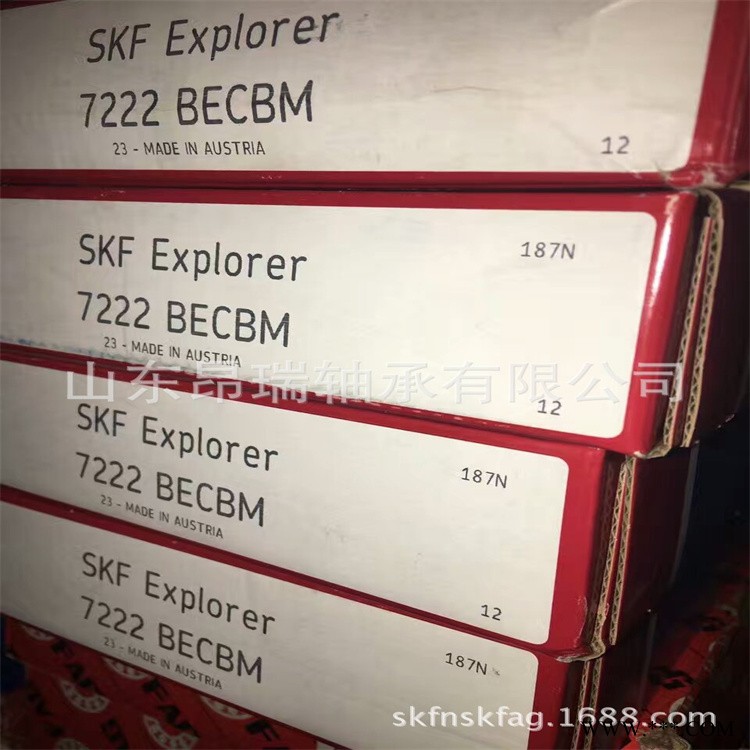 SKF Explorer
7222 BECBM
23 - MADE IN AUSTRIA
12
SKF Explorer
187N
7222 BECBM
23 - MADE IN AUSTRIA
山东昂瑞轴承有限公司
12
SKF Explorer
187N
7222 BECBM
23 - MADE IN AUSTRIA
12
SKF Explorer
187N
7222 BECBM
23 - MADE IN AUSTRIA
FAG
skfnskfag.1688.com